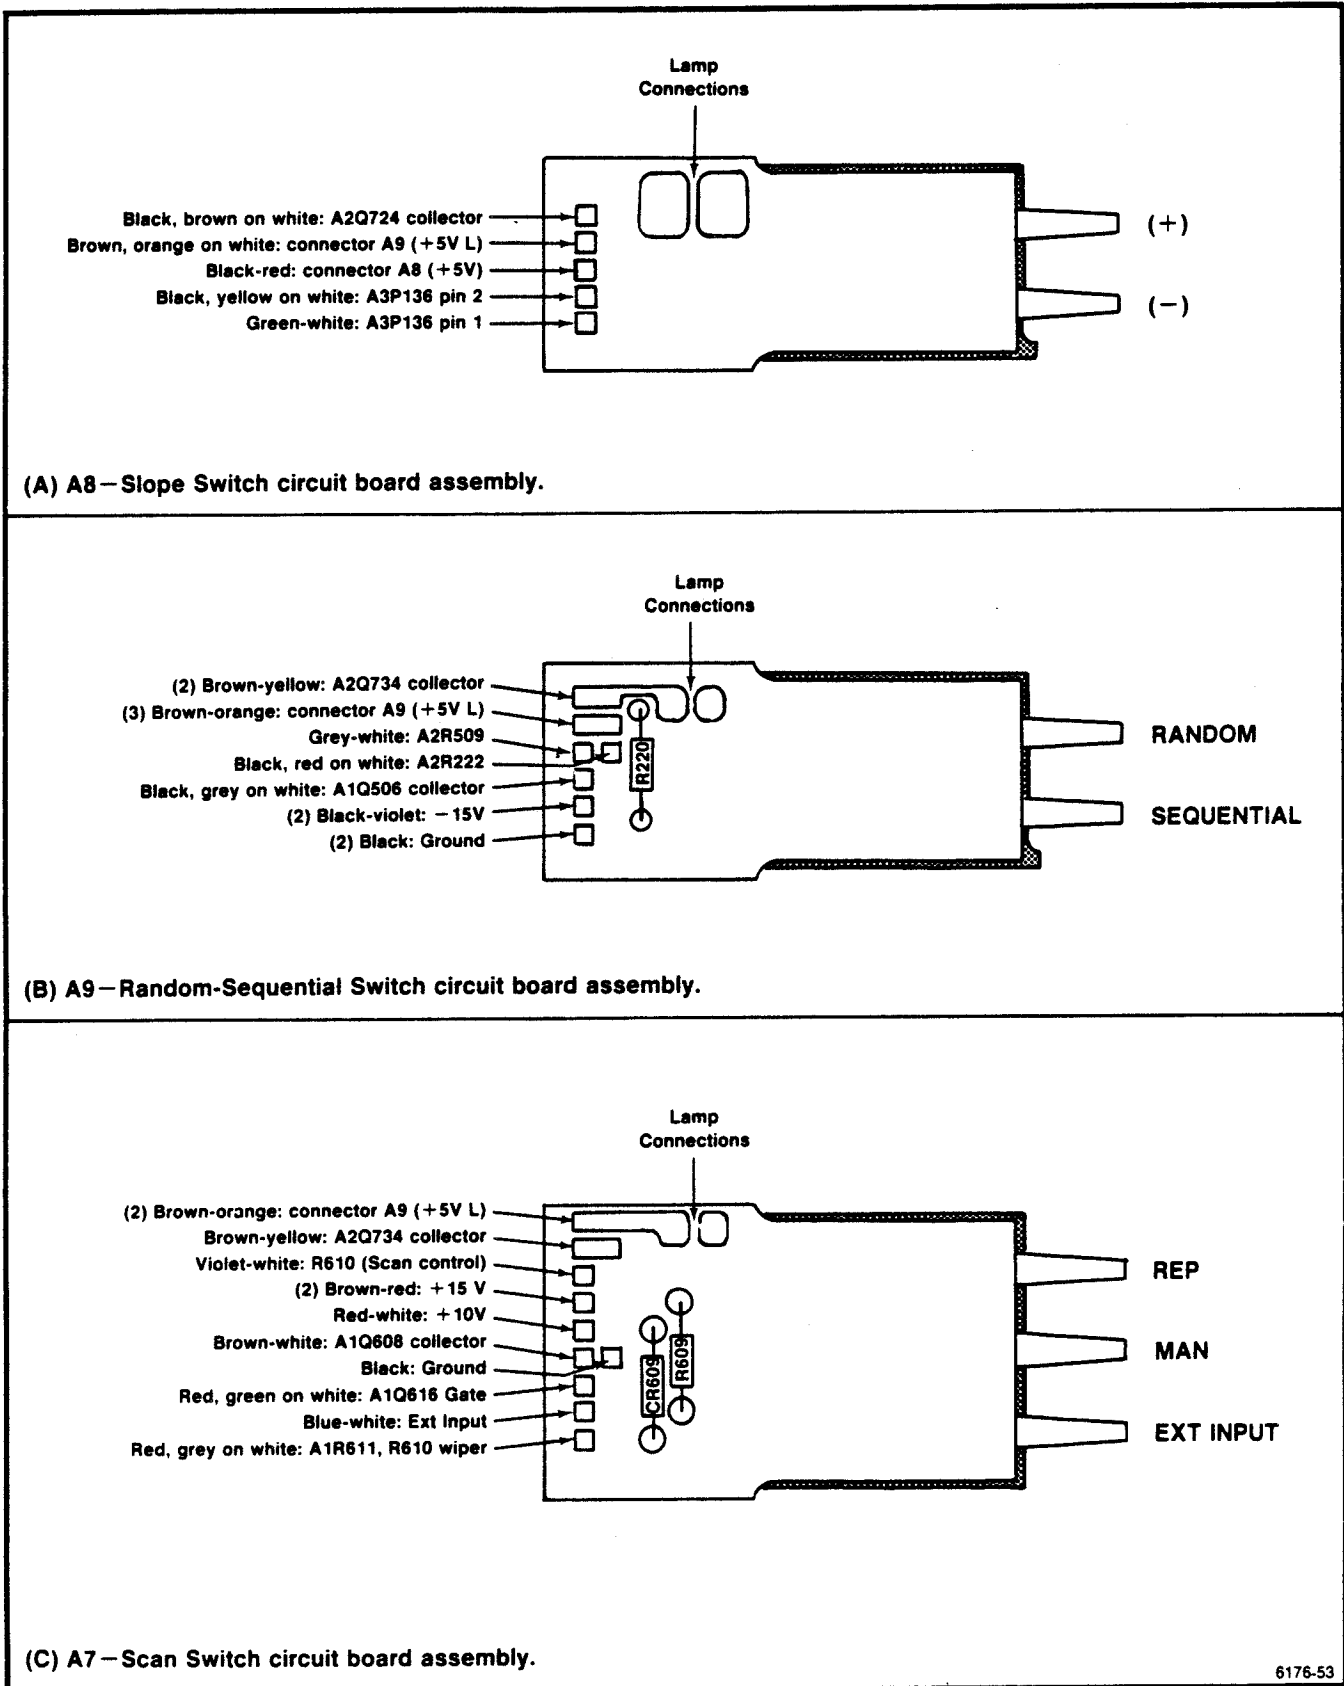 Lamp
Connections
Black, brown on white: A2Q724 collector
Brown, orange on white: connector A9 (+5V L)
Black-red: connector A8 (+5V)
Black, yellow on white: A3P136 pin 2
Green-white: A3P136 pin 1
(+)
(−)
(A) A8—Slope Switch circuit board assembly.
Lamp
Connections
(2) Brown-yellow: A2Q734 collector
(3) Brown-orange: connector A9 (+5V L)
Grey-white: A2R509
Black, red on white: A2R222
Black, grey on white: A1Q506 collector
(2) Black-violet: −15V
(2) Black: Ground
R220
RANDOM
SEQUENTIAL
(B) A9—Random-Sequential Switch circuit board assembly.
Lamp
Connections
(2) Brown-orange: connector A9 (+5V L)
Brown-yellow: A2Q734 collector
Violet-white: R610 (Scan control)
(2) Brown-red: +15 V
Red-white: +10V
Brown-white: A1Q608 collector
Black: Ground
Red, green on white: A1Q616 Gate
Blue-white: Ext Input
Red, grey on white: A1R611, R610 wiper
CR609
R609
REP
MAN
EXT INPUT
(C) A7—Scan Switch circuit board assembly.
6176-53